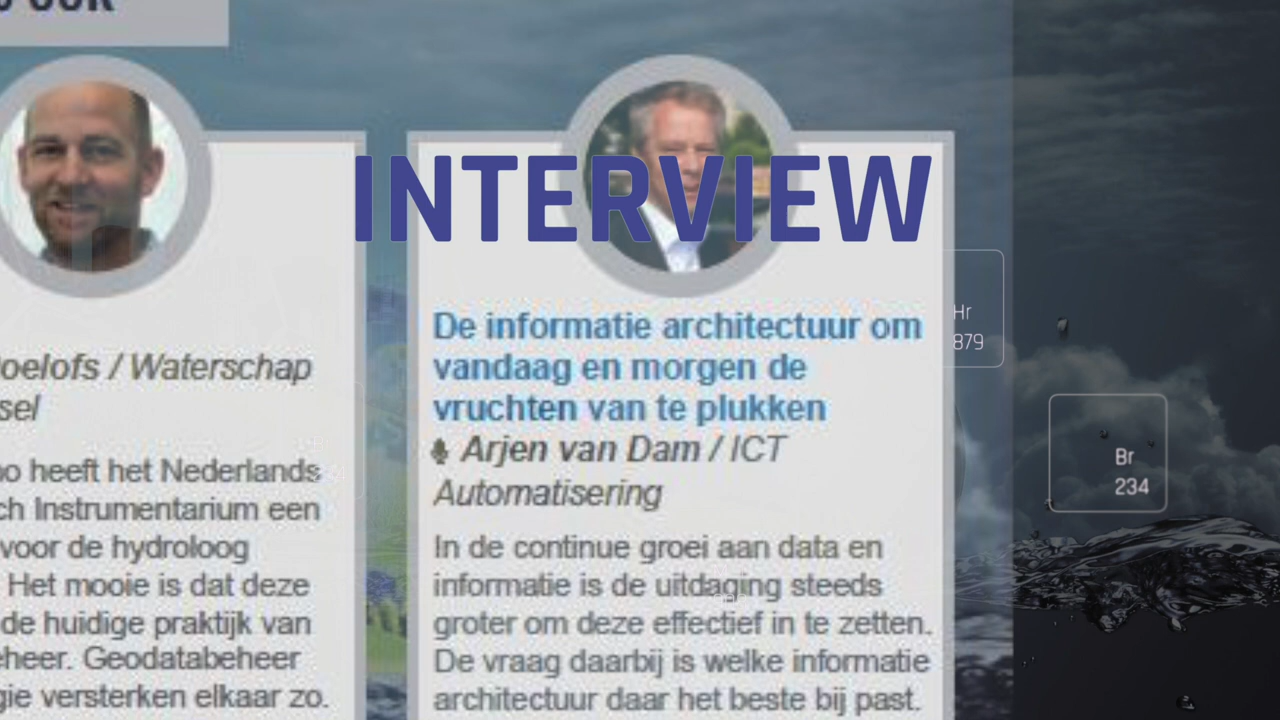 OOK
INTERVIEW
oelofs / Waterschap
sel
o heeft het Nederlands
ch Instrumentarium een
voor de hydroloog
Het mooie is dat deze
de huidige praktijk van
eheer. Geodatabeheer
gie versterken elkaar zo.
De informatie architectuur om
vandaag en morgen de
vruchten van te plukken
Arjen van Dam / ICT
Automatisering
In de continue groei aan data en
informatie is de uitdaging steeds
groter om deze effectief in te zetten.
De vraag daarbij is welke informatie
architectuur daar het beste bij past.
Hr
879
Br
234